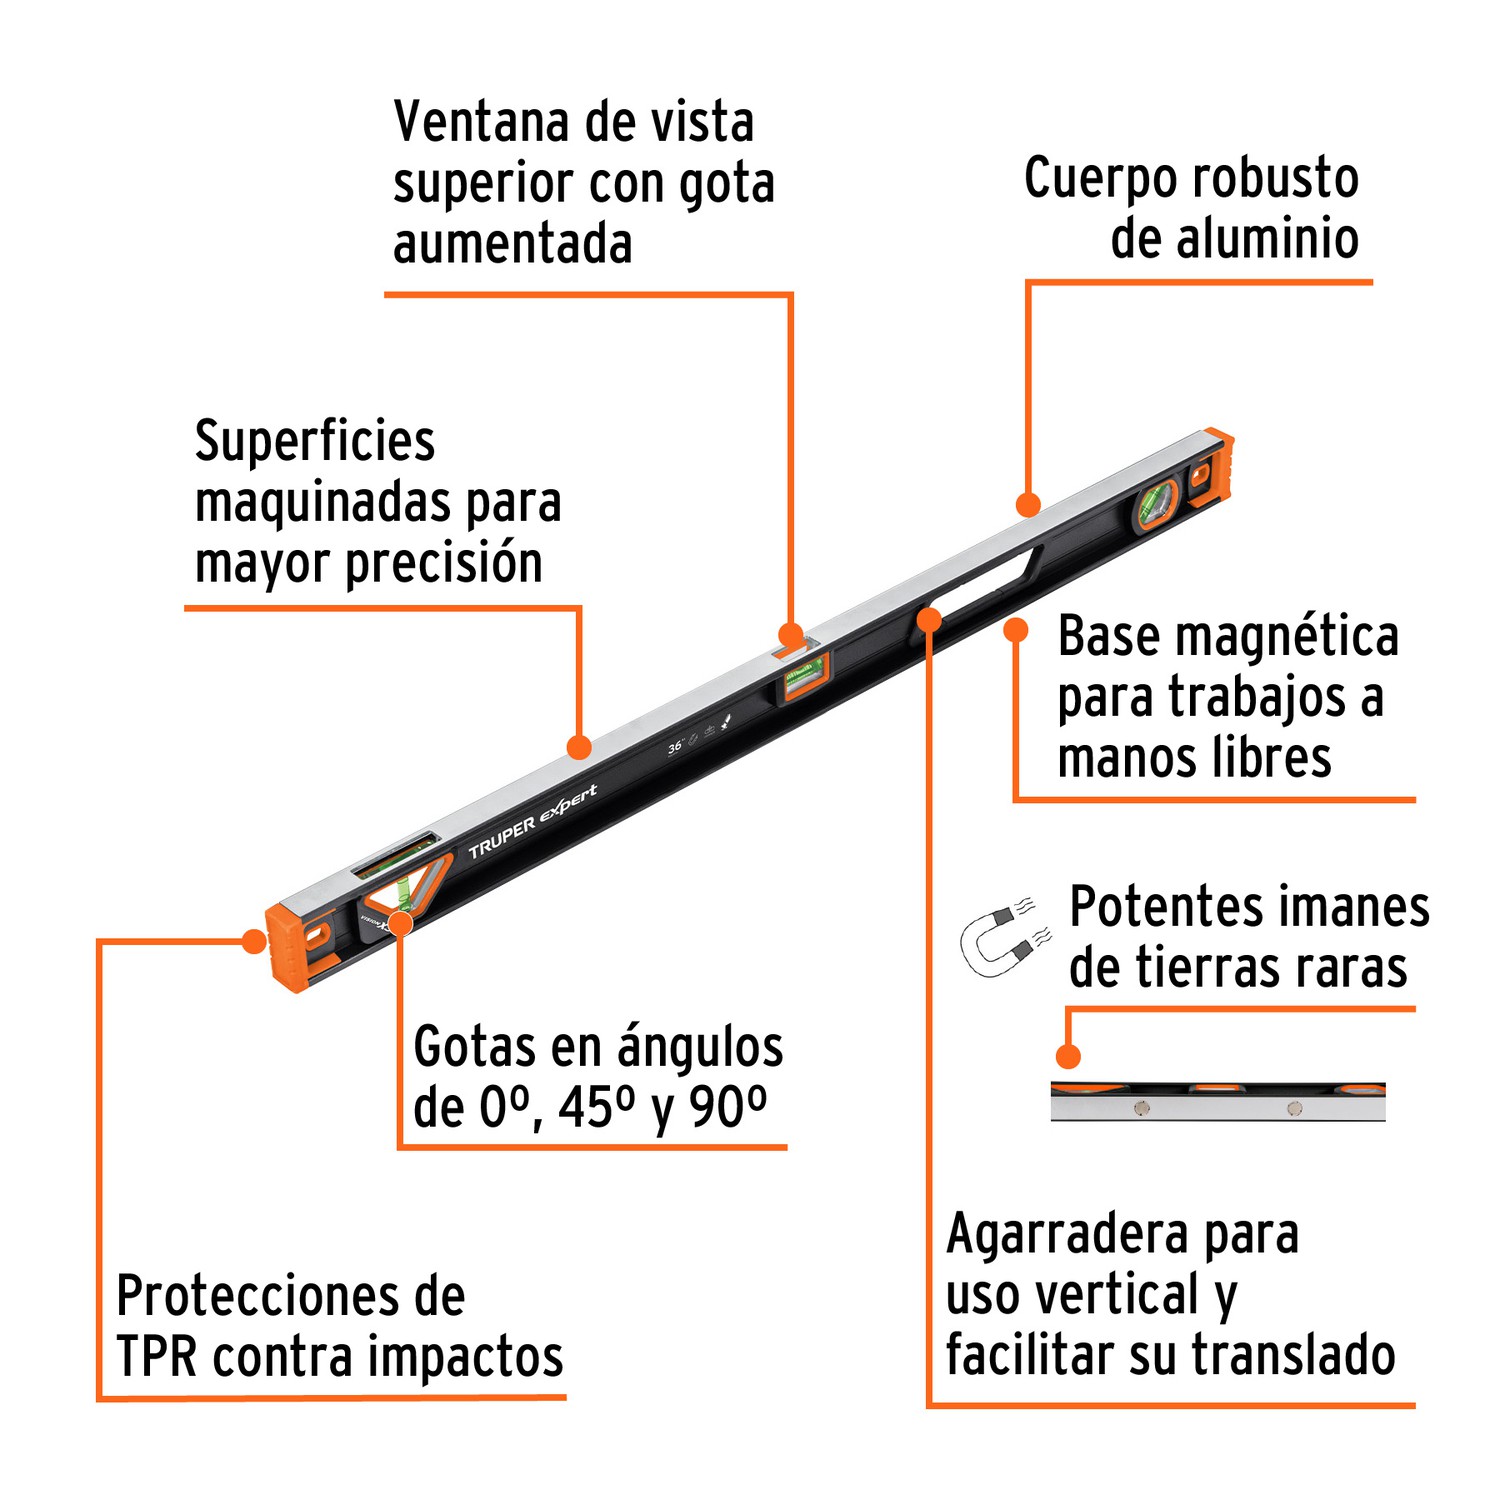 Ventana de vista
superior con gota
aumentada
Cuerpo robusto
de aluminio
Superficies
maquinadas para
mayor precisión
Base magnética
para trabajos a
manos libres
36"
TRUPER expert
VISION X
Potentes imanes
de tierras raras
Gotas en ángulos
de 0º, 45º y 90º
Agarradera para
uso vertical y
facilitar su translado
Protecciones de
TPR contra impactos